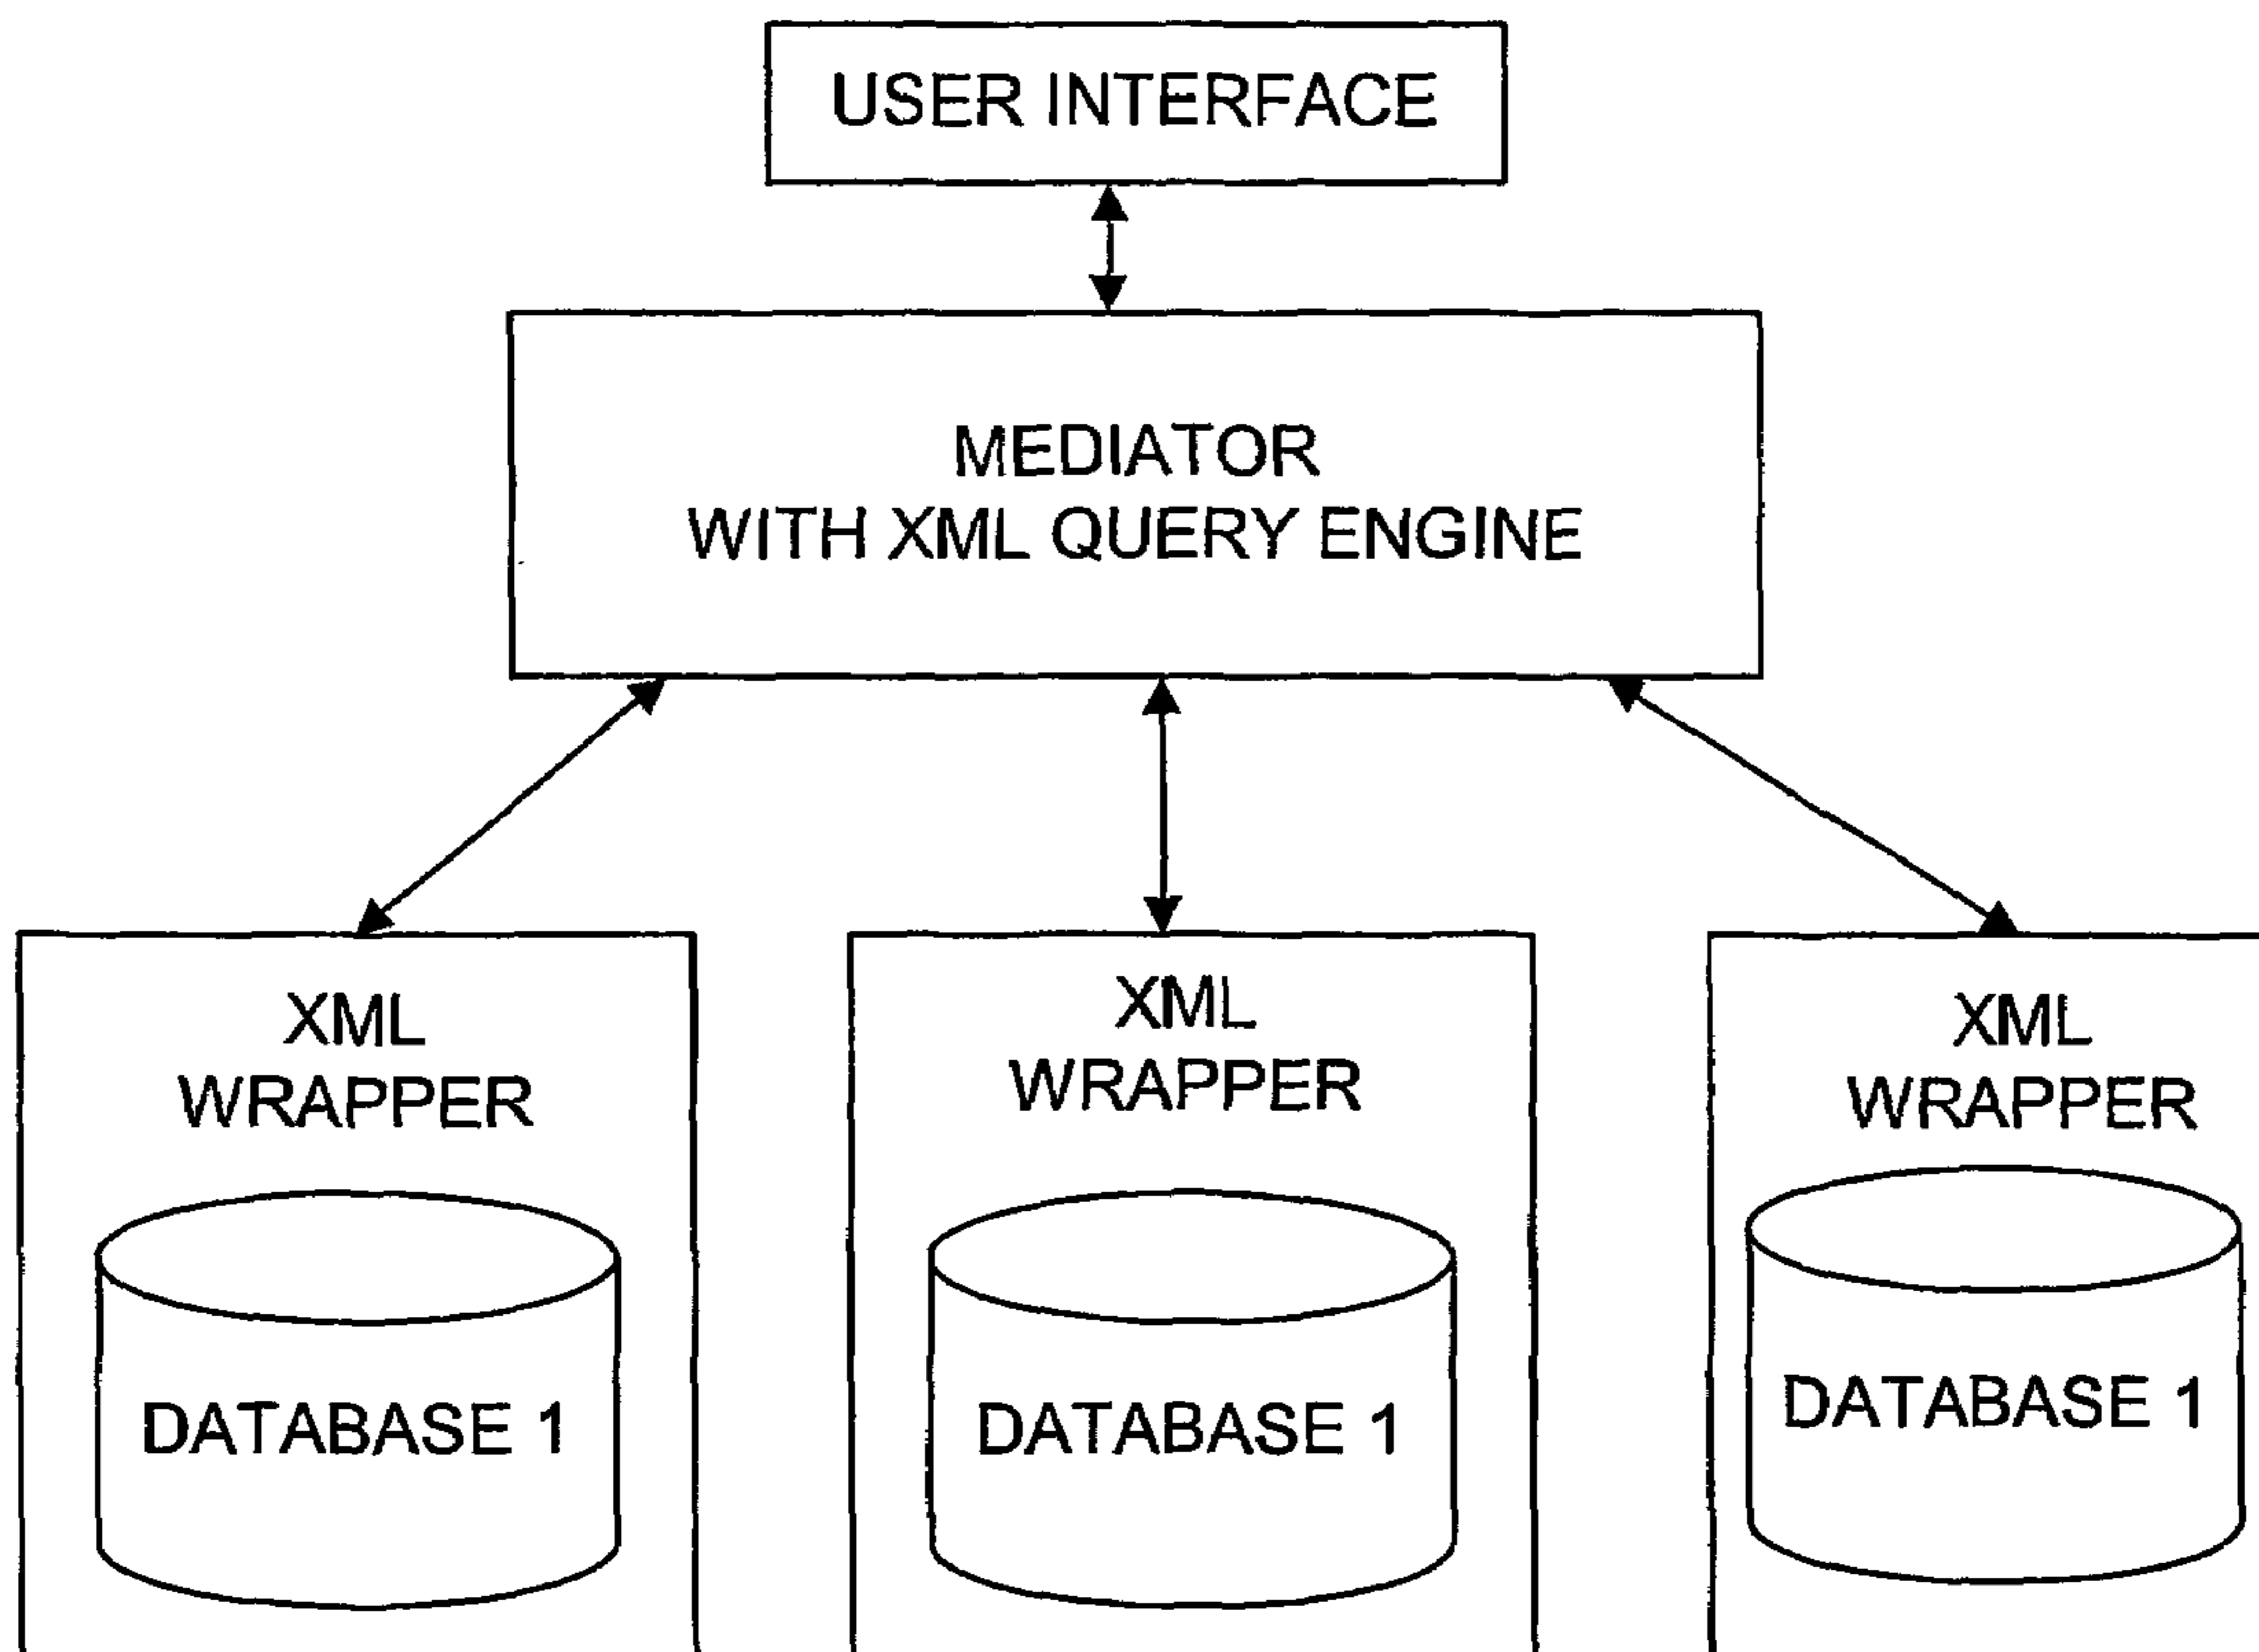 USER INTERFACE
MEDIATOR
WITH XML QUERY ENGINE
XML
WRAPPER
DATABASE 1
XML
WRAPPER
DATABASE 1
XML
WRAPPER
DATABASE 1